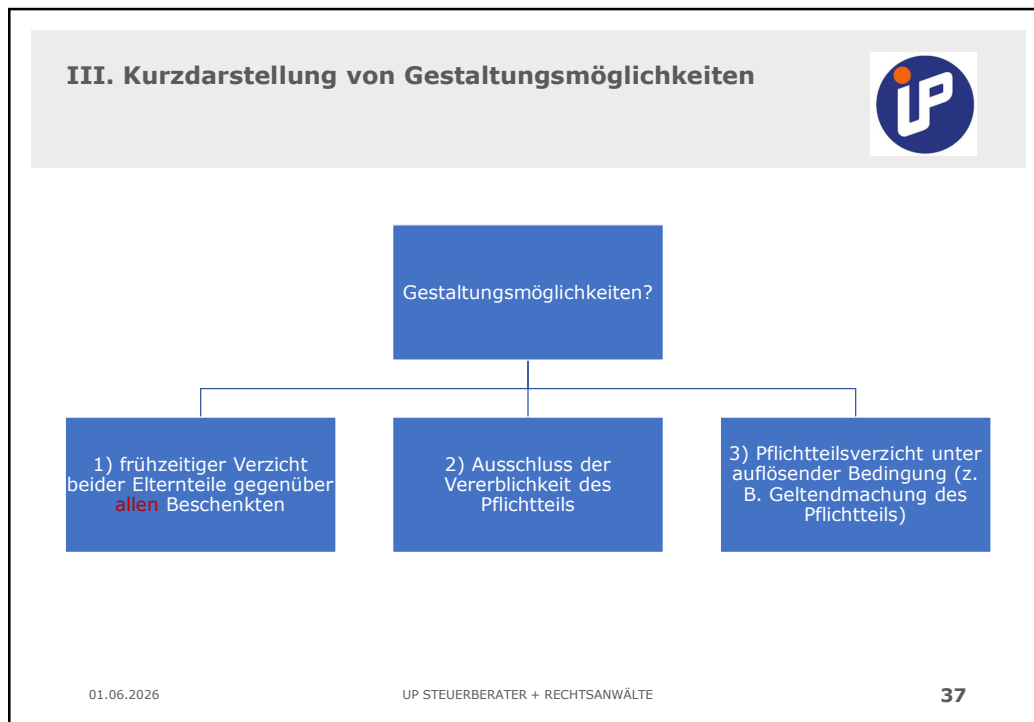 III. Kurzdarstellung von Gestaltungsmöglichkeiten
iP
Gestaltungsmöglichkeiten?
1) frühzeitiger Verzicht
beider Elternteile gegenüber
allen Beschenkten
2) Ausschluss der
Vererblichkeit des
Pflichtteils
3) Pflichtteilsverzicht unter
auflösender Bedingung (z.
B. Geltendmachung des
Pflichtteils)
01.06.2026
UP STEUERBERATER + RECHTSANWÄLTE
37